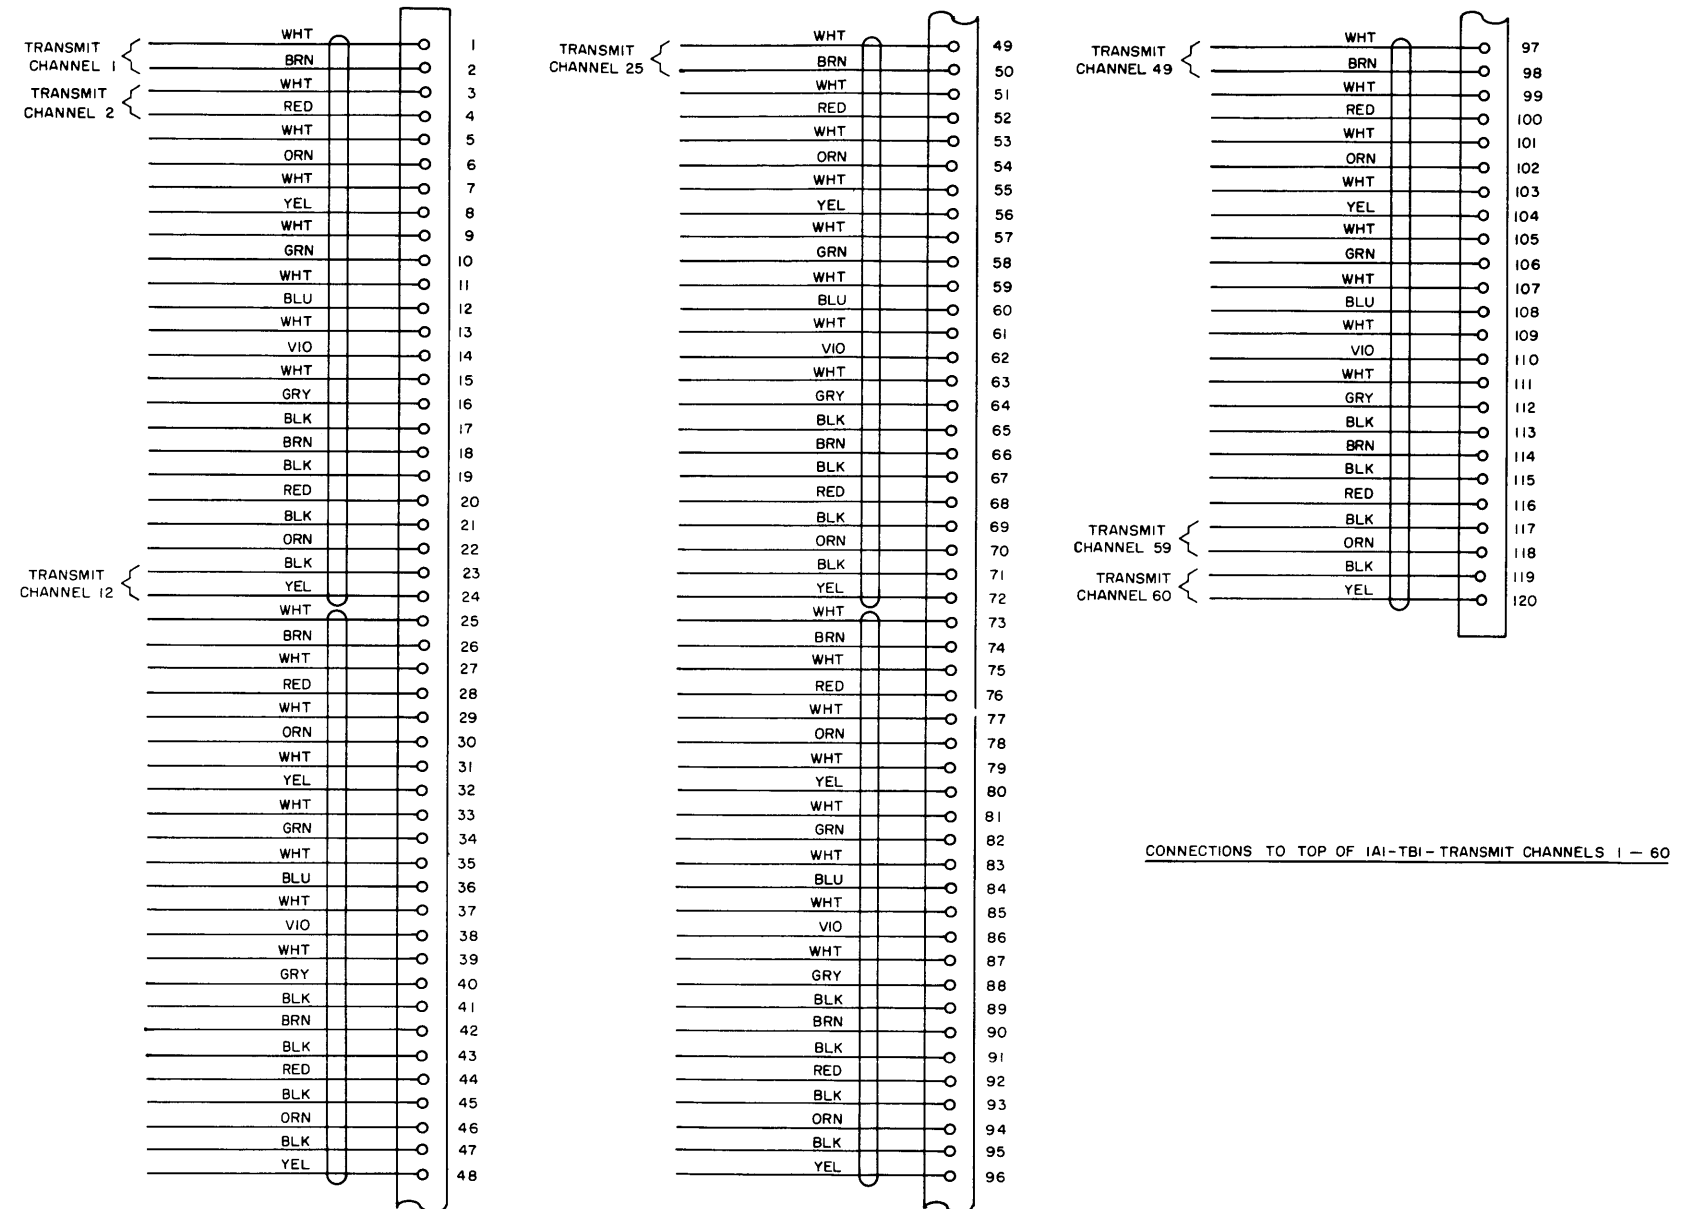 TRANSMIT
CHANNEL 1
WHT 1
BRN 2
TRANSMIT
CHANNEL 2
WHT 3
RED 4
WHT 5
ORN 6
WHT 7
YEL 8
WHT 9
GRN 10
WHT 11
BLU 12
WHT 13
VIO 14
WHT 15
GRY 16
BLK 17
BRN 18
BLK 19
RED 20
BLK 21
ORN 22
TRANSMIT
CHANNEL 12
BLK 23
YEL 24
WHT 25
BRN 26
WHT 27
RED 28
WHT 29
ORN 30
WHT 31
YEL 32
WHT 33
GRN 34
WHT 35
BLU 36
WHT 37
VIO 38
WHT 39
GRY 40
BLK 41
BRN 42
BLK 43
RED 44
BLK 45
ORN 46
BLK 47
YEL 48
TRANSMIT
CHANNEL 25
WHT 49
BRN 50
WHT 51
RED 52
WHT 53
ORN 54
WHT 55
YEL 56
WHT 57
GRN 58
WHT 59
BLU 60
WHT 61
VIO 62
WHT 63
GRY 64
BLK 65
BRN 66
BLK 67
RED 68
BLK 69
ORN 70
BLK 71
YEL 72
WHT 73
BRN 74
WHT 75
RED 76
WHT 77
ORN 78
WHT 79
YEL 80
WHT 81
GRN 82
WHT 83
BLU 84
WHT 85
VIO 86
WHT 87
GRY 88
BLK 89
BRN 90
BLK 91
RED 92
BLK 93
ORN 94
BLK 95
YEL 96
TRANSMIT
CHANNEL 49
WHT 97
BRN 98
WHT 99
RED 100
WHT 101
ORN 102
WHT 103
YEL 104
WHT 105
GRN 106
WHT 107
BLU 108
WHT 109
VIO 110
WHT 111
GRY 112
BLK 113
BRN 114
BLK 115
RED 116
TRANSMIT
CHANNEL 59
BLK 117
ORN 118
TRANSMIT
CHANNEL 60
BLK 119
YEL 120
CONNECTIONS TO TOP OF 1A1-TB1-TRANSMIT CHANNELS 1 — 60